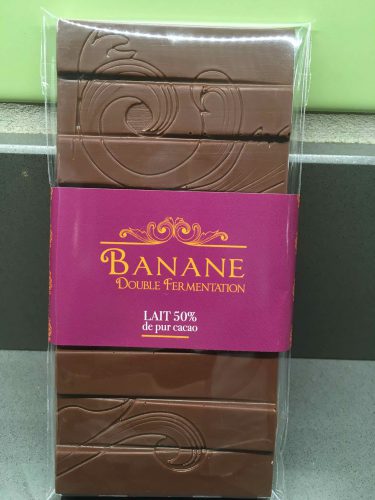 BANANE
DOUBLE FERMENTATION
LAIT 50%
de pur cacao